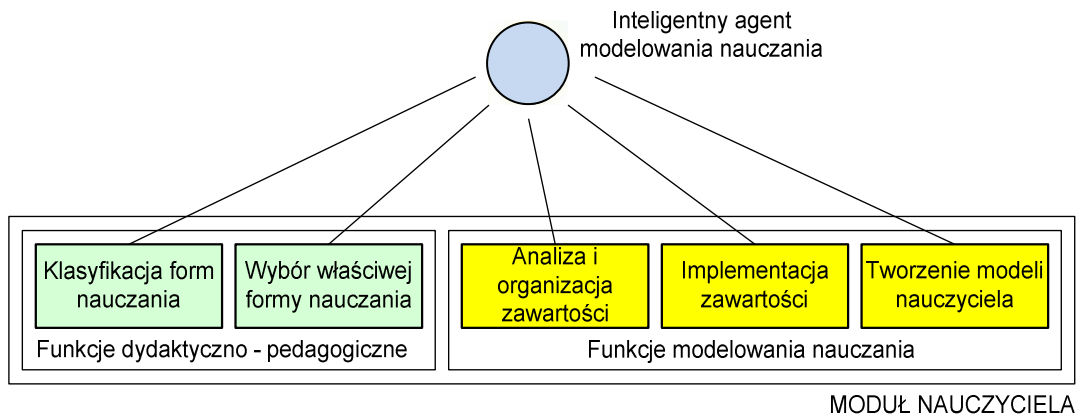 Inteligentny agent
modelowania nauczania
Klasyfikacja form
nauczania
Wybór właściwej
formy nauczania
Analiza i
organizacja
zawartości
Implementacja
zawartości
Tworzenie modeli
nauczyciela
Funkcje dydaktyczno - pedagogiczne
Funkcje modelowania nauczania
MODUŁ NAUCZYCIELA